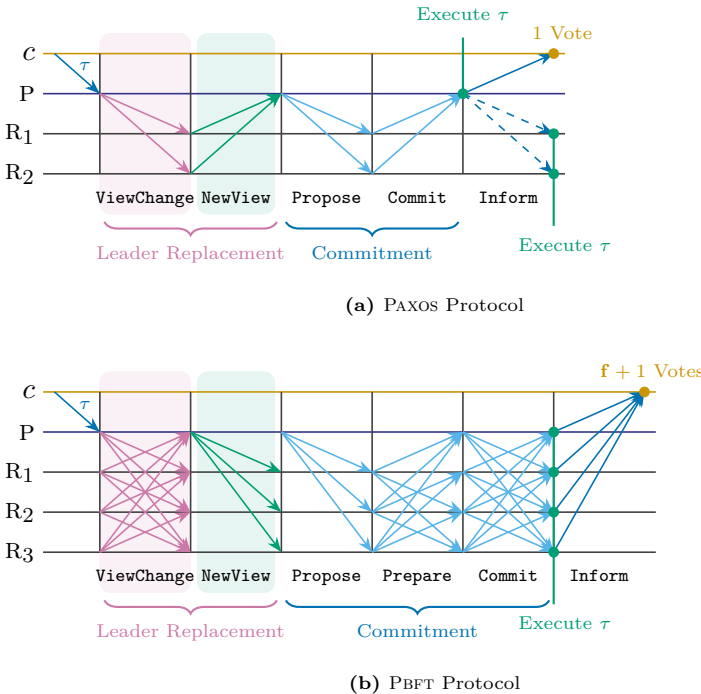 Execute τ
1 Vote
c
τ
P
R1
R2
ViewChange NewView Propose Commit Inform
Leader Replacement Commitment
Execute τ
(a) PAXOS Protocol
f + 1 Votes
c
τ
P
R1
R2
R3
ViewChange NewView Propose Prepare Commit Inform
Leader Replacement Commitment Execute τ
(b) PBFT Protocol